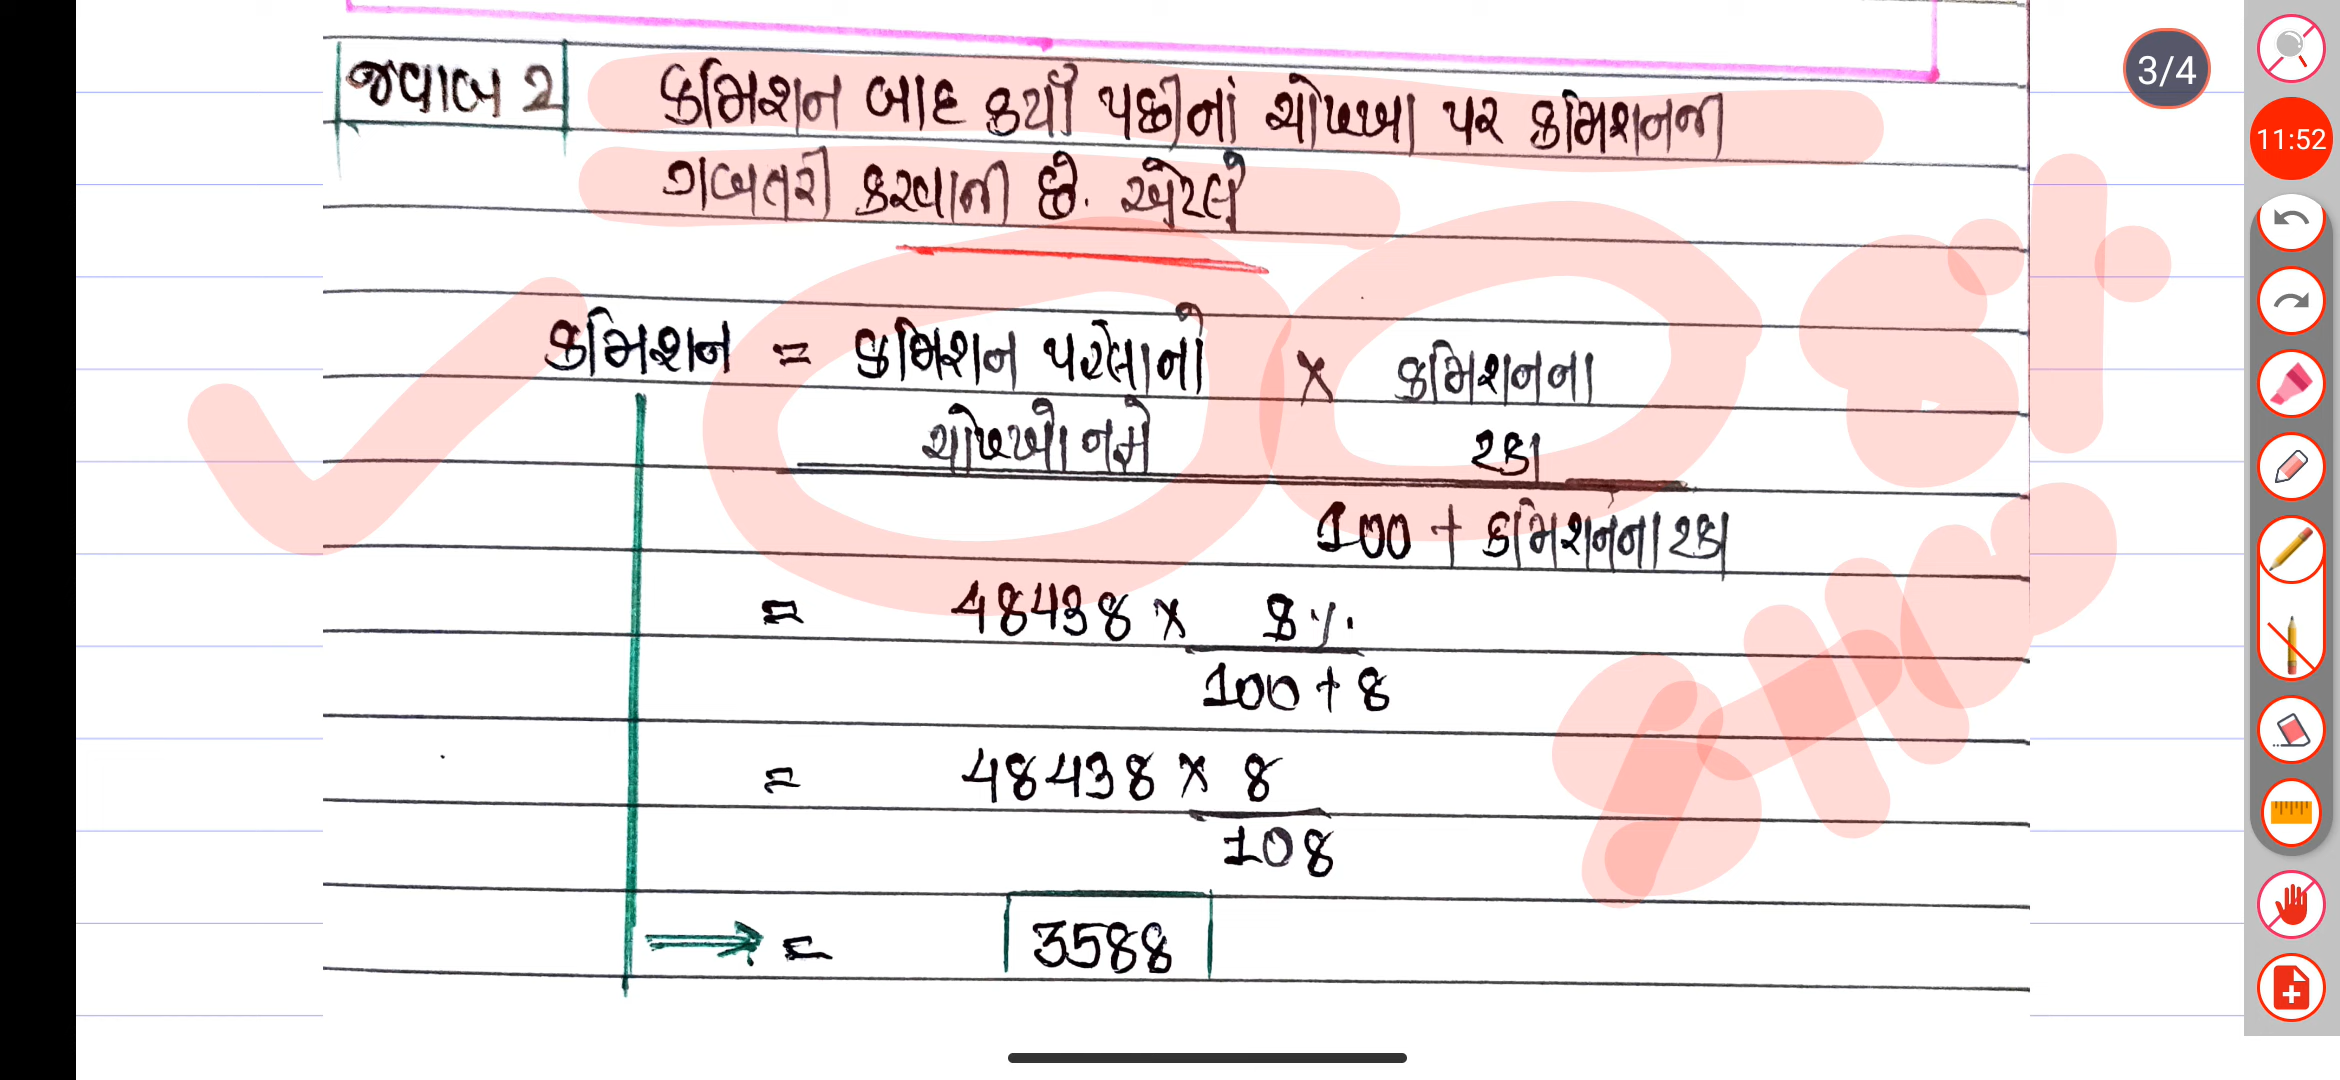 3/4
11:52
જવાબ 2
કમિશન બાદ કર્યા પછીનાં ચોખ્ખા પર કમિશનની
ગણતરી કરવાની છે. એટલે
કમિશન = કમિશન પહેલાનો × કમિશનના
ચોખ્ખો નફો દર
100 + કમિશનના દર
= 48438 × 8%
100 + 8
= 48438 × 8
108
= 3588